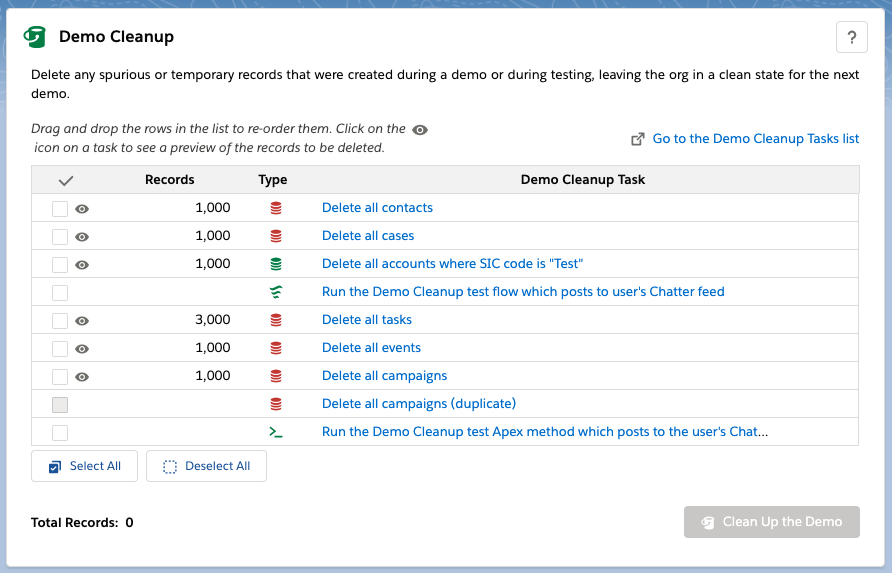 Demo Cleanup
?
Delete any spurious or temporary records that were created during a demo or during testing, leaving the org in a clean state for the next
demo.
Drag and drop the rows in the list to re-order them. Click on the
icon on a task to see a preview of the records to be deleted.
Go to the Demo Cleanup Tasks list
Records Type Demo Cleanup Task
1,000 Delete all contacts
1,000 Delete all cases
1,000 Delete all accounts where SIC code is "Test"
Run the Demo Cleanup test flow which posts to user's Chatter feed
3,000 Delete all tasks
1,000 Delete all events
1,000 Delete all campaigns
Delete all campaigns (duplicate)
Run the Demo Cleanup test Apex method which posts to the user's Chat...
Select All Deselect All
Total Records: 0
Clean Up the Demo